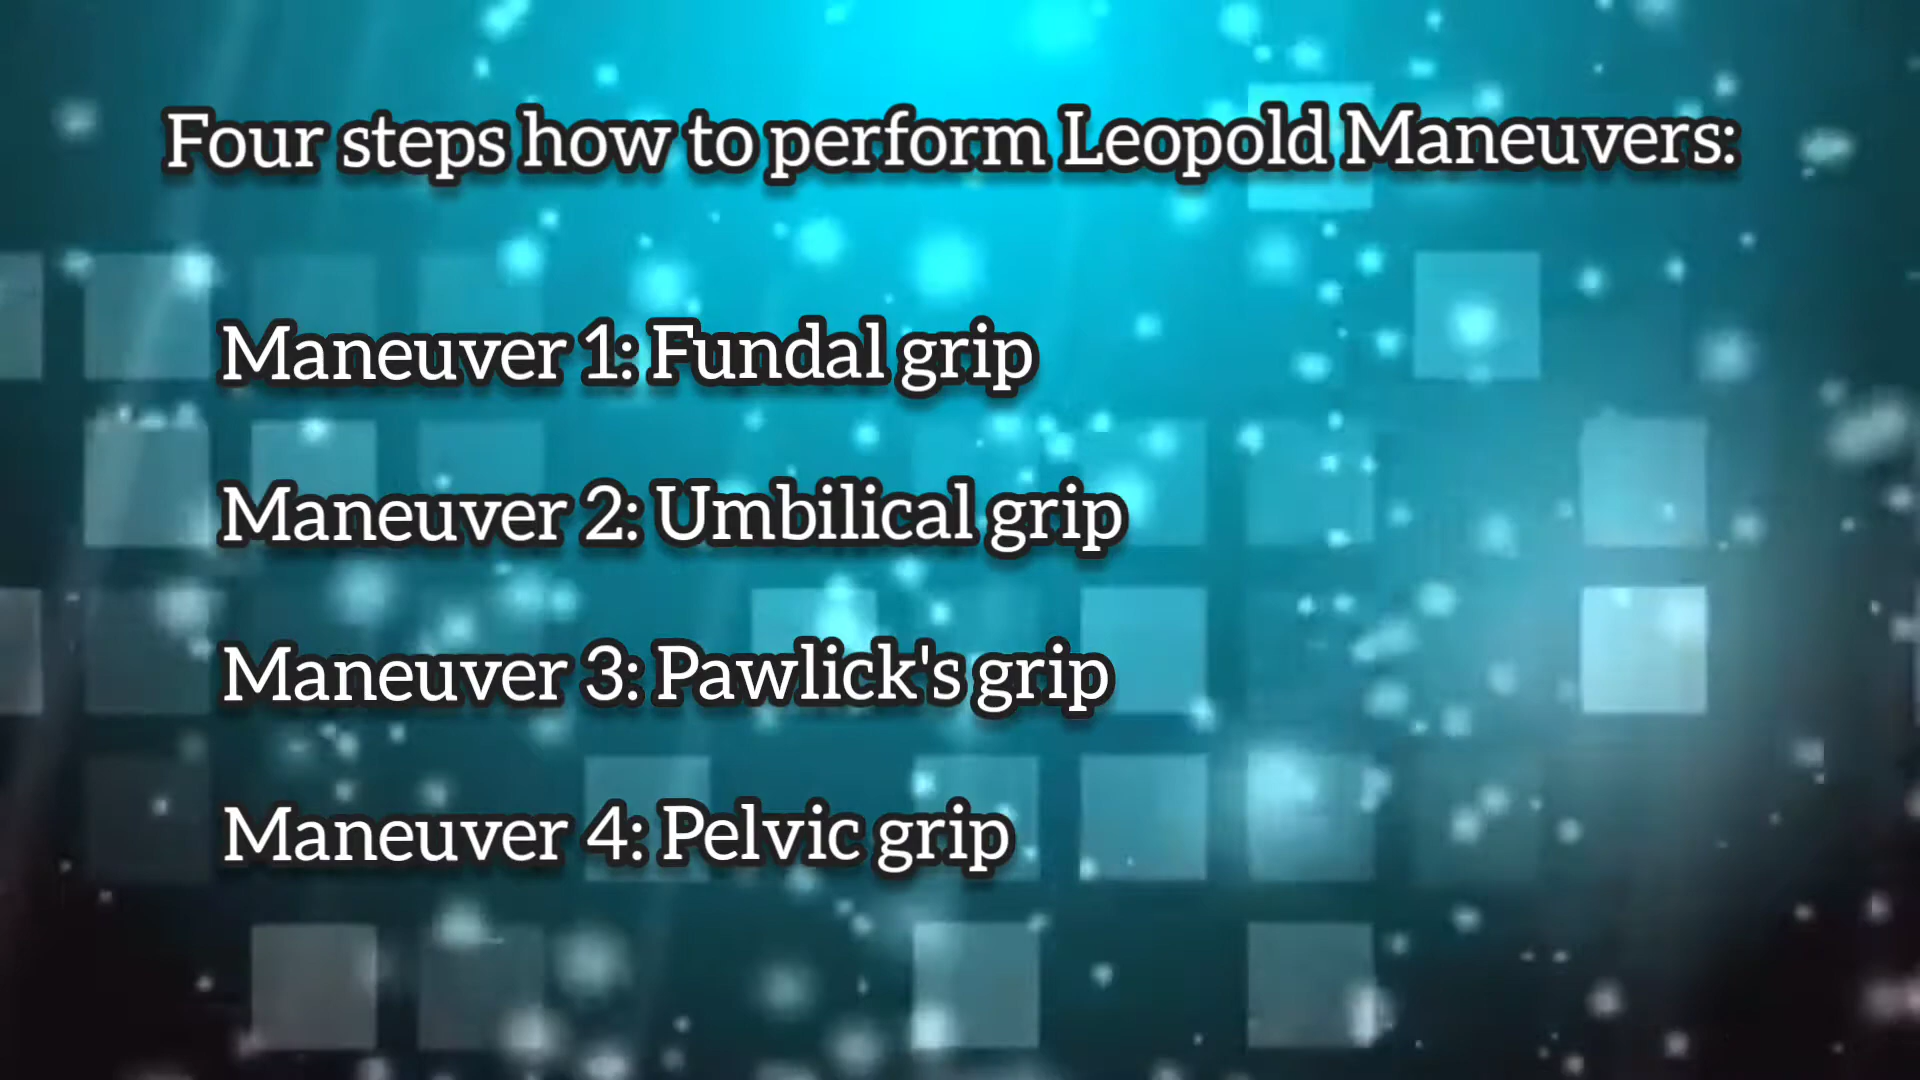 Four steps how to perform Leopold Maneuvers:
Maneuver 1: Fundal grip
Maneuver 2: Umbilical grip
Maneuver 3: Pawlick's grip
Maneuver 4: Pelvic grip